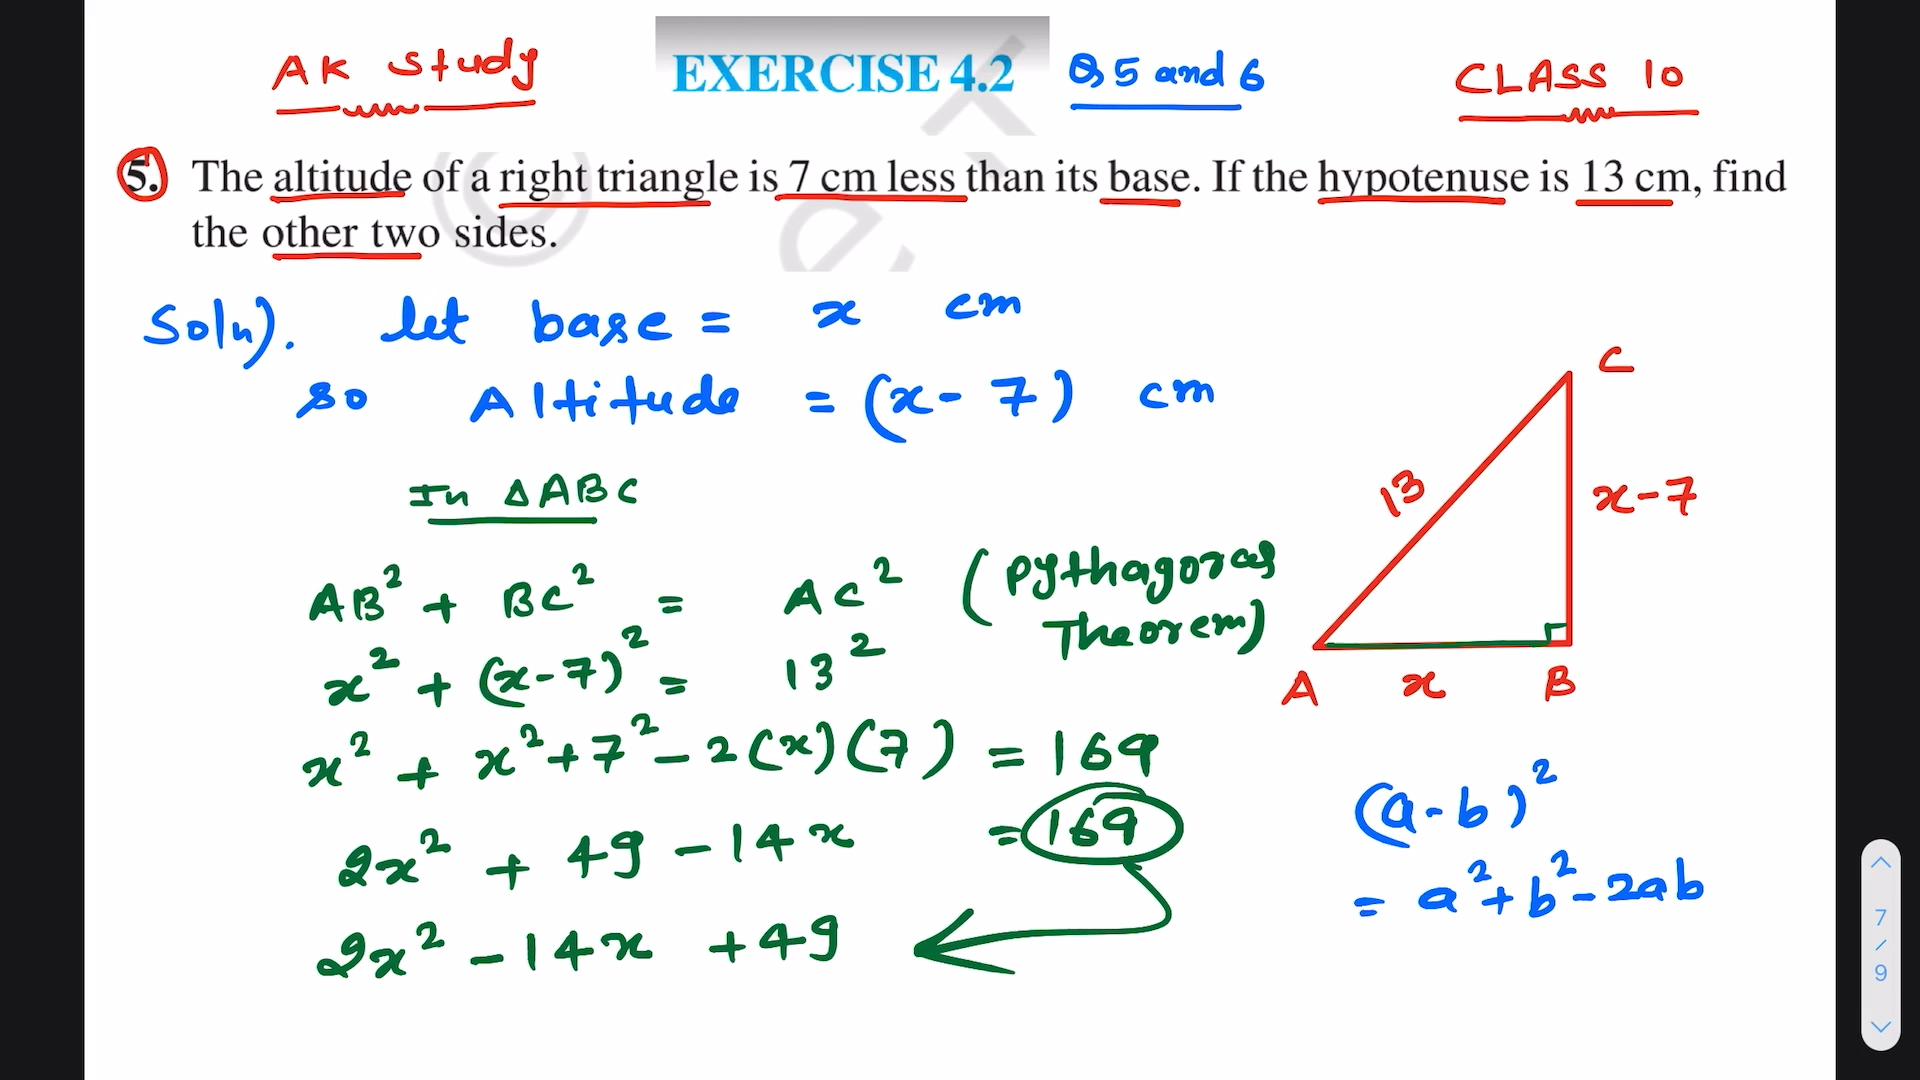 AK Study EXERCISE 4.2 Q5 and 6 CLASS 10
5. The altitude of a right triangle is 7 cm less than its base. If the hypotenuse is 13 cm, find
the other two sides.
Soln). let base = x cm
so Altitude = (x - 7) cm
In △ABC
AB² + BC² = AC² (Pythagoras
Theorem)
x² + (x-7)² = 13²
x² + x² + 7² - 2(x)(7) = 169
2x² + 49 - 14x = 169
2x² - 14x + 49
C
13
x-7
A x B
(a-b)²
= a² + b² - 2ab
7
/
9